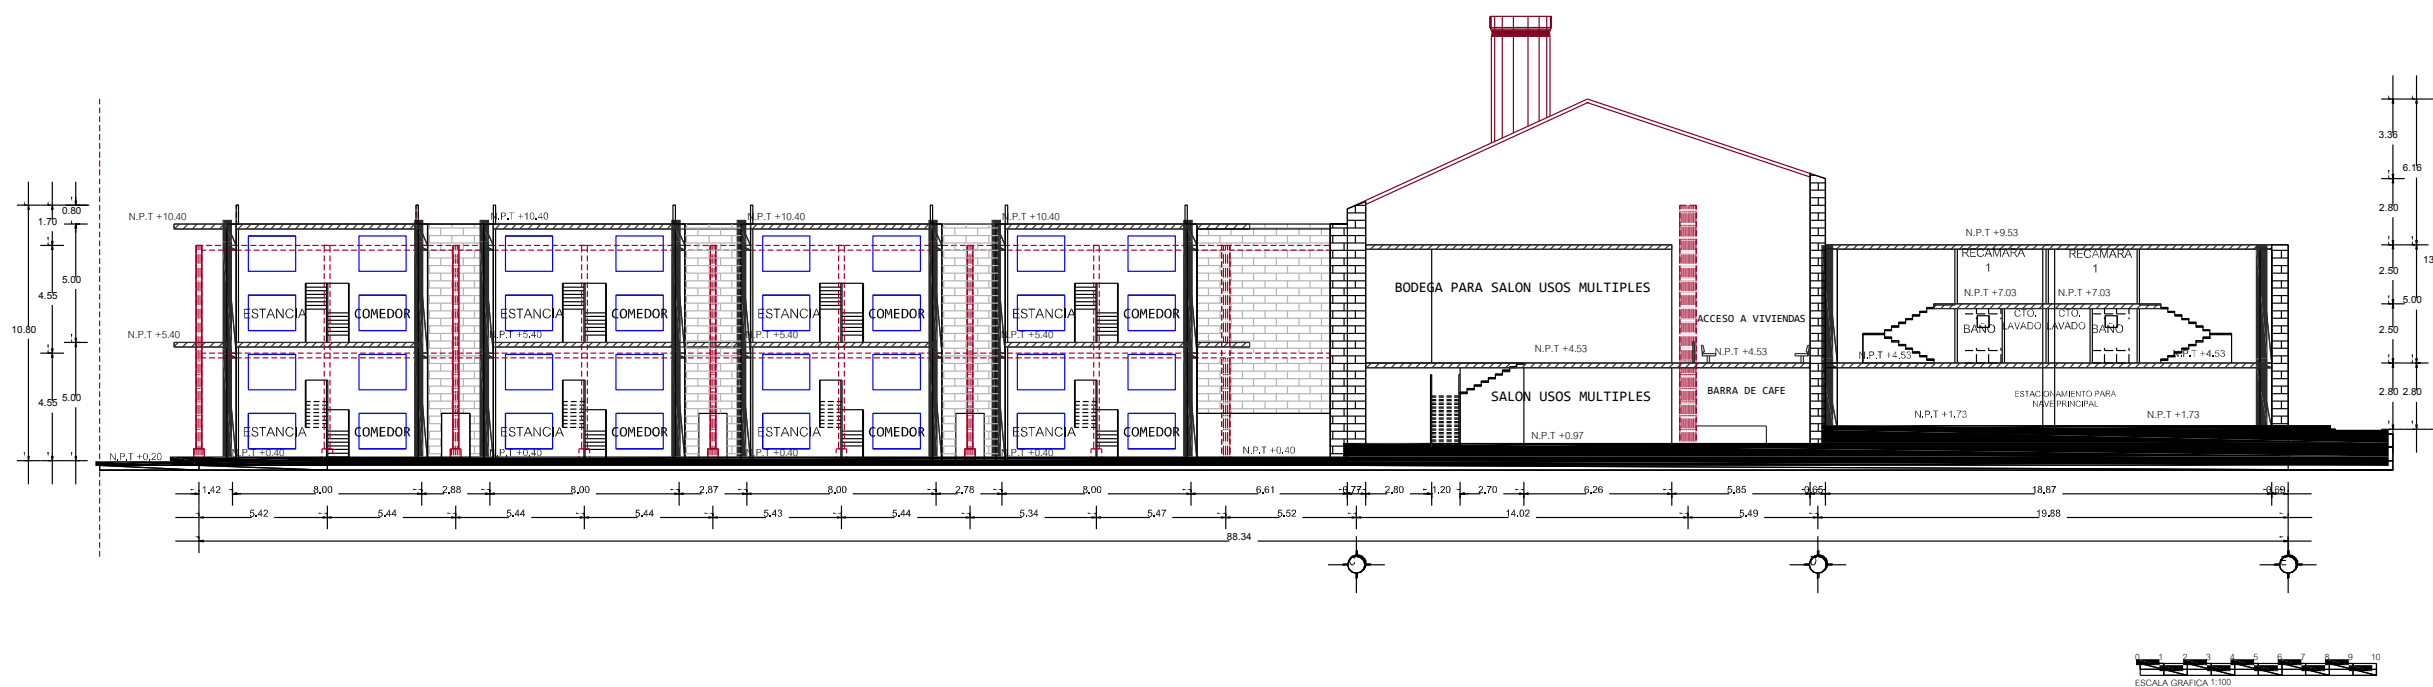 3.36
6.16
2.80
13
2.50
5.00
2.50
2.80 2.80
0.80
1.70
5.00
4.55
10.80
5.00
4.55
N.P.T +10.40
N.P.T +10.40
N.P.T +10.40
N.P.T +10.40
N.P.T +9.53
RECAMARA
1
RECAMARA
1
N.P.T +7.03
N.P.T +7.03
BODEGA PARA SALON USOS MULTIPLES
ESTANCIA COMEDOR
ESTANCIA COMEDOR
ESTANCIA COMEDOR
ESTANCIA COMEDOR
ACCESO A VIVIENDAS
CTO.
LAVADO
CTO.
LAVADO
BAÑO
BAÑO
N.P.T +5.40
N.P.T +5.40
N.P.T +5.40
N.P.T +5.40
N.P.T +4.53
N.P.T +4.53
N.P.T +4.53
N.P.T +4.53
SALON USOS MULTIPLES
BARRA DE CAFE
ESTACIONAMIENTO PARA
NAVE PRINCIPAL
N.P.T +1.73
N.P.T +1.73
ESTANCIA COMEDOR
ESTANCIA COMEDOR
ESTANCIA COMEDOR
ESTANCIA COMEDOR
N.P.T +0.97
N.P.T +0.20
N.P.T +0.40
N.P.T +0.40
N.P.T +0.40
N.P.T +0.40
N.P.T +0.40
1.42 8.00 2.88 8.00 2.87 8.00 2.78 8.00 6.61 0.77 2.80 1.20 2.70 6.26 5.85 0.65 18.87 0.69
5.42 5.44 5.44 5.44 5.43 5.44 5.34 5.47 5.52 14.02 5.49 19.88
88.34
0 1 2 3 4 5 6 7 8 9 10
ESCALA GRAFICA 1:100